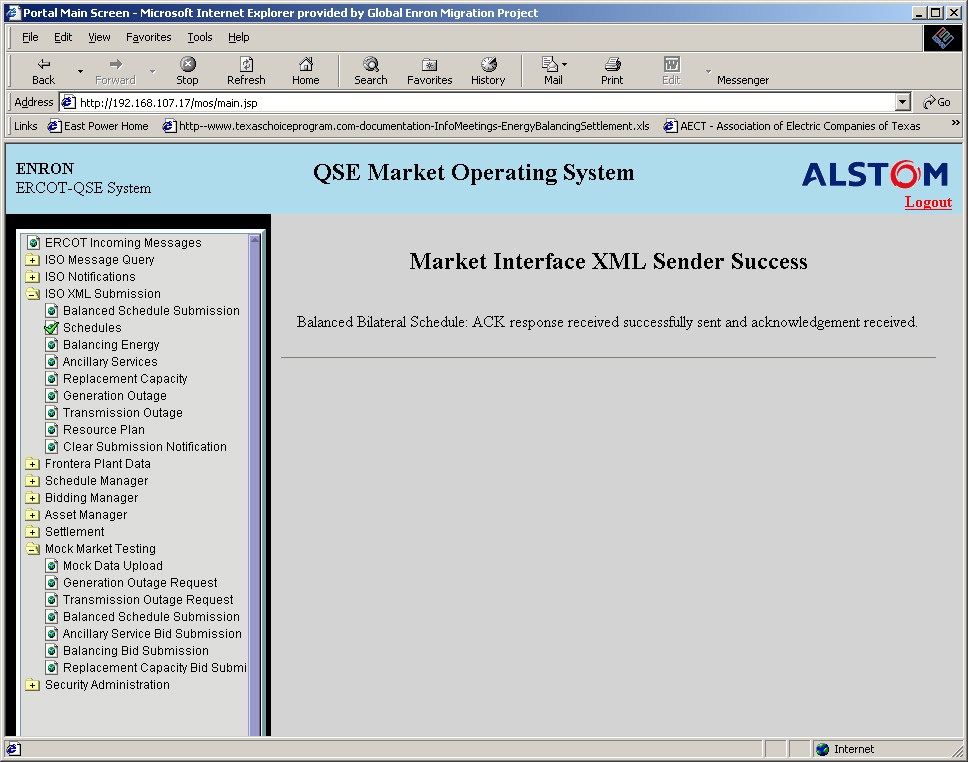 Portal Main Screen - Microsoft Internet Explorer provided by Global Enron Migration Project
File Edit View Favorites Tools Help
Back Forward Stop Refresh Home Search Favorites History Mail Print Edit Messenger
Address http://192.168.107.17/mos/main.jsp Go
Links East Power Home http--www.texaschoiceprogram.com-documentation-InfoMeetings-EnergyBalancingSettlement.xls AECT - Association of Electric Companies of Texas »
ENRON
ERCOT-QSE System
QSE Market Operating System
ALSTOM
Logout
ERCOT Incoming Messages
ISO Message Query
ISO Notifications
ISO XML Submission
Balanced Schedule Submission
Schedules
Balancing Energy
Ancillary Services
Replacement Capacity
Generation Outage
Transmission Outage
Resource Plan
Clear Submission Notification
Frontera Plant Data
Schedule Manager
Bidding Manager
Asset Manager
Settlement
Mock Market Testing
Mock Data Upload
Generation Outage Request
Transmission Outage Request
Balanced Schedule Submission
Ancillary Service Bid Submission
Balancing Bid Submission
Replacement Capacity Bid Submi
Security Administration
Market Interface XML Sender Success
Balanced Bilateral Schedule: ACK response received successfully sent and acknowledgement received.
Internet